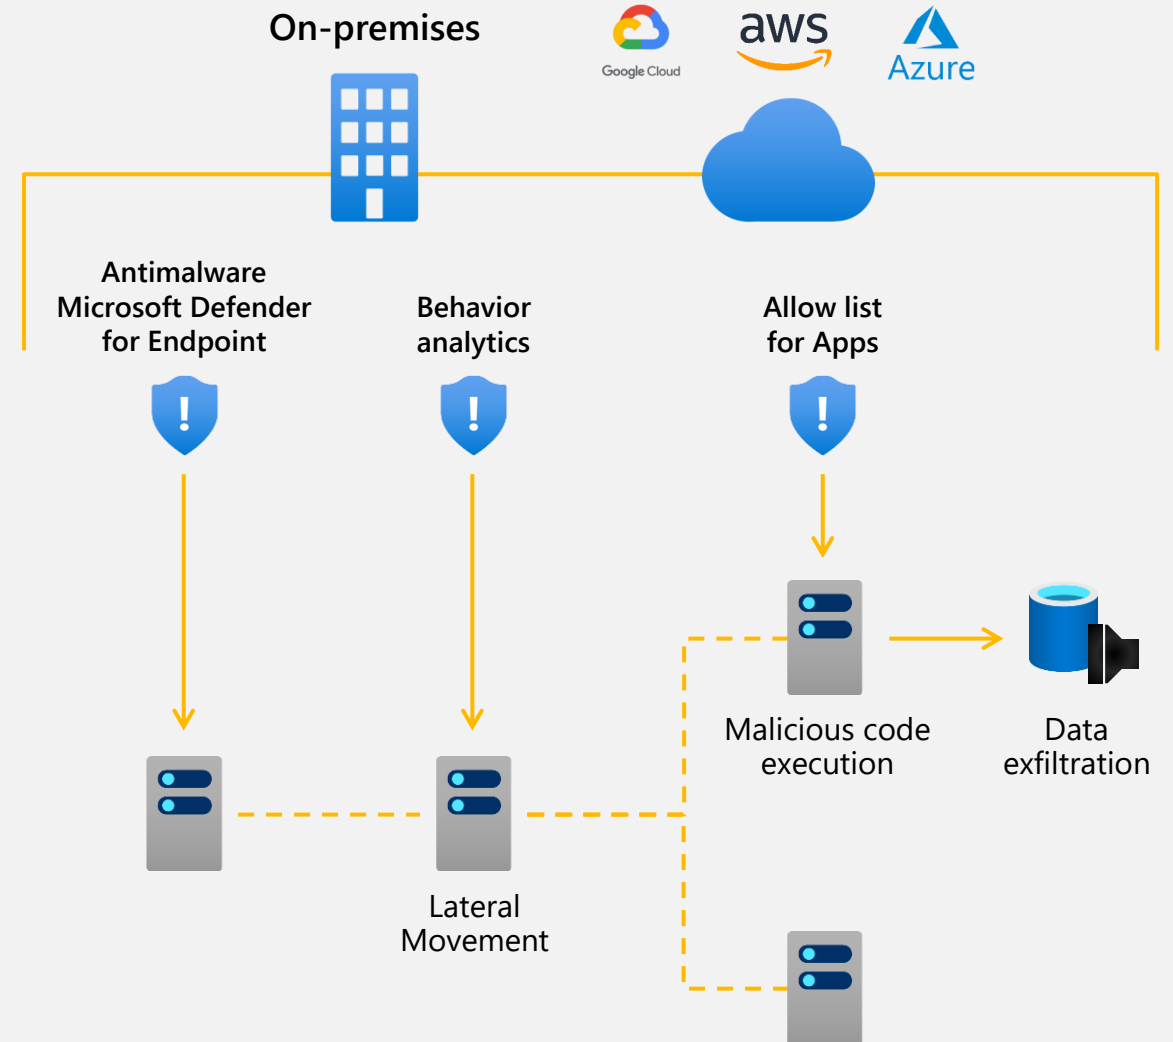 On-premises
Google Cloud
aws
Azure
Antimalware
Microsoft Defender
for Endpoint
Behavior
analytics
Allow list
for Apps
!
!
!
Malicious code
execution
Data
exfiltration
Lateral
Movement